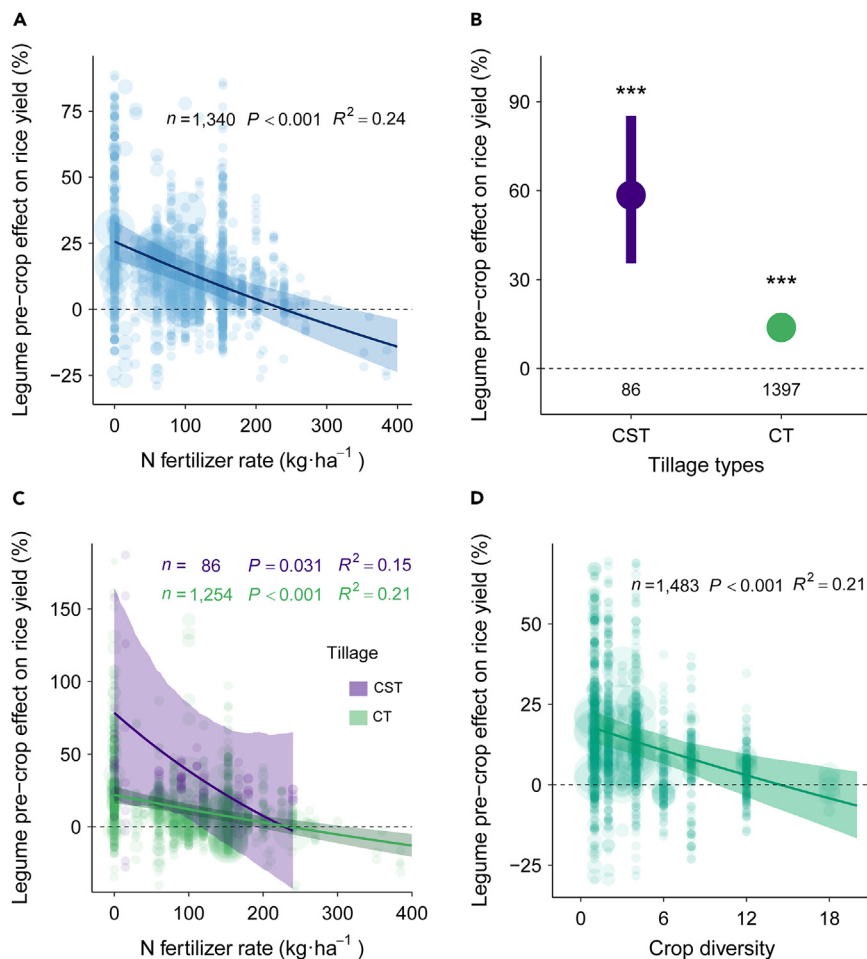 A
Legume pre−crop effect on rice yield (%)
75
50
25
0
−25
n = 1,340 P < 0.001 R² = 0.24
0 100 200 300 400
N fertilizer rate (kg·ha⁻¹ )
B
Legume pre−crop effect on rice yield (%)
90
60
30
0
***
***
86 1397
CST CT
Tillage types
C
Legume pre−crop effect on rice yield (%)
150
100
50
0
n = 86 P = 0.031 R² = 0.15
n = 1,254 P < 0.001 R² = 0.21
Tillage
CST
CT
0 100 200 300 400
N fertilizer rate (kg·ha⁻¹ )
D
Legume pre−crop effect on rice yield (%)
50
25
0
−25
n = 1,483 P < 0.001 R² = 0.21
0 6 12 18
Crop diversity